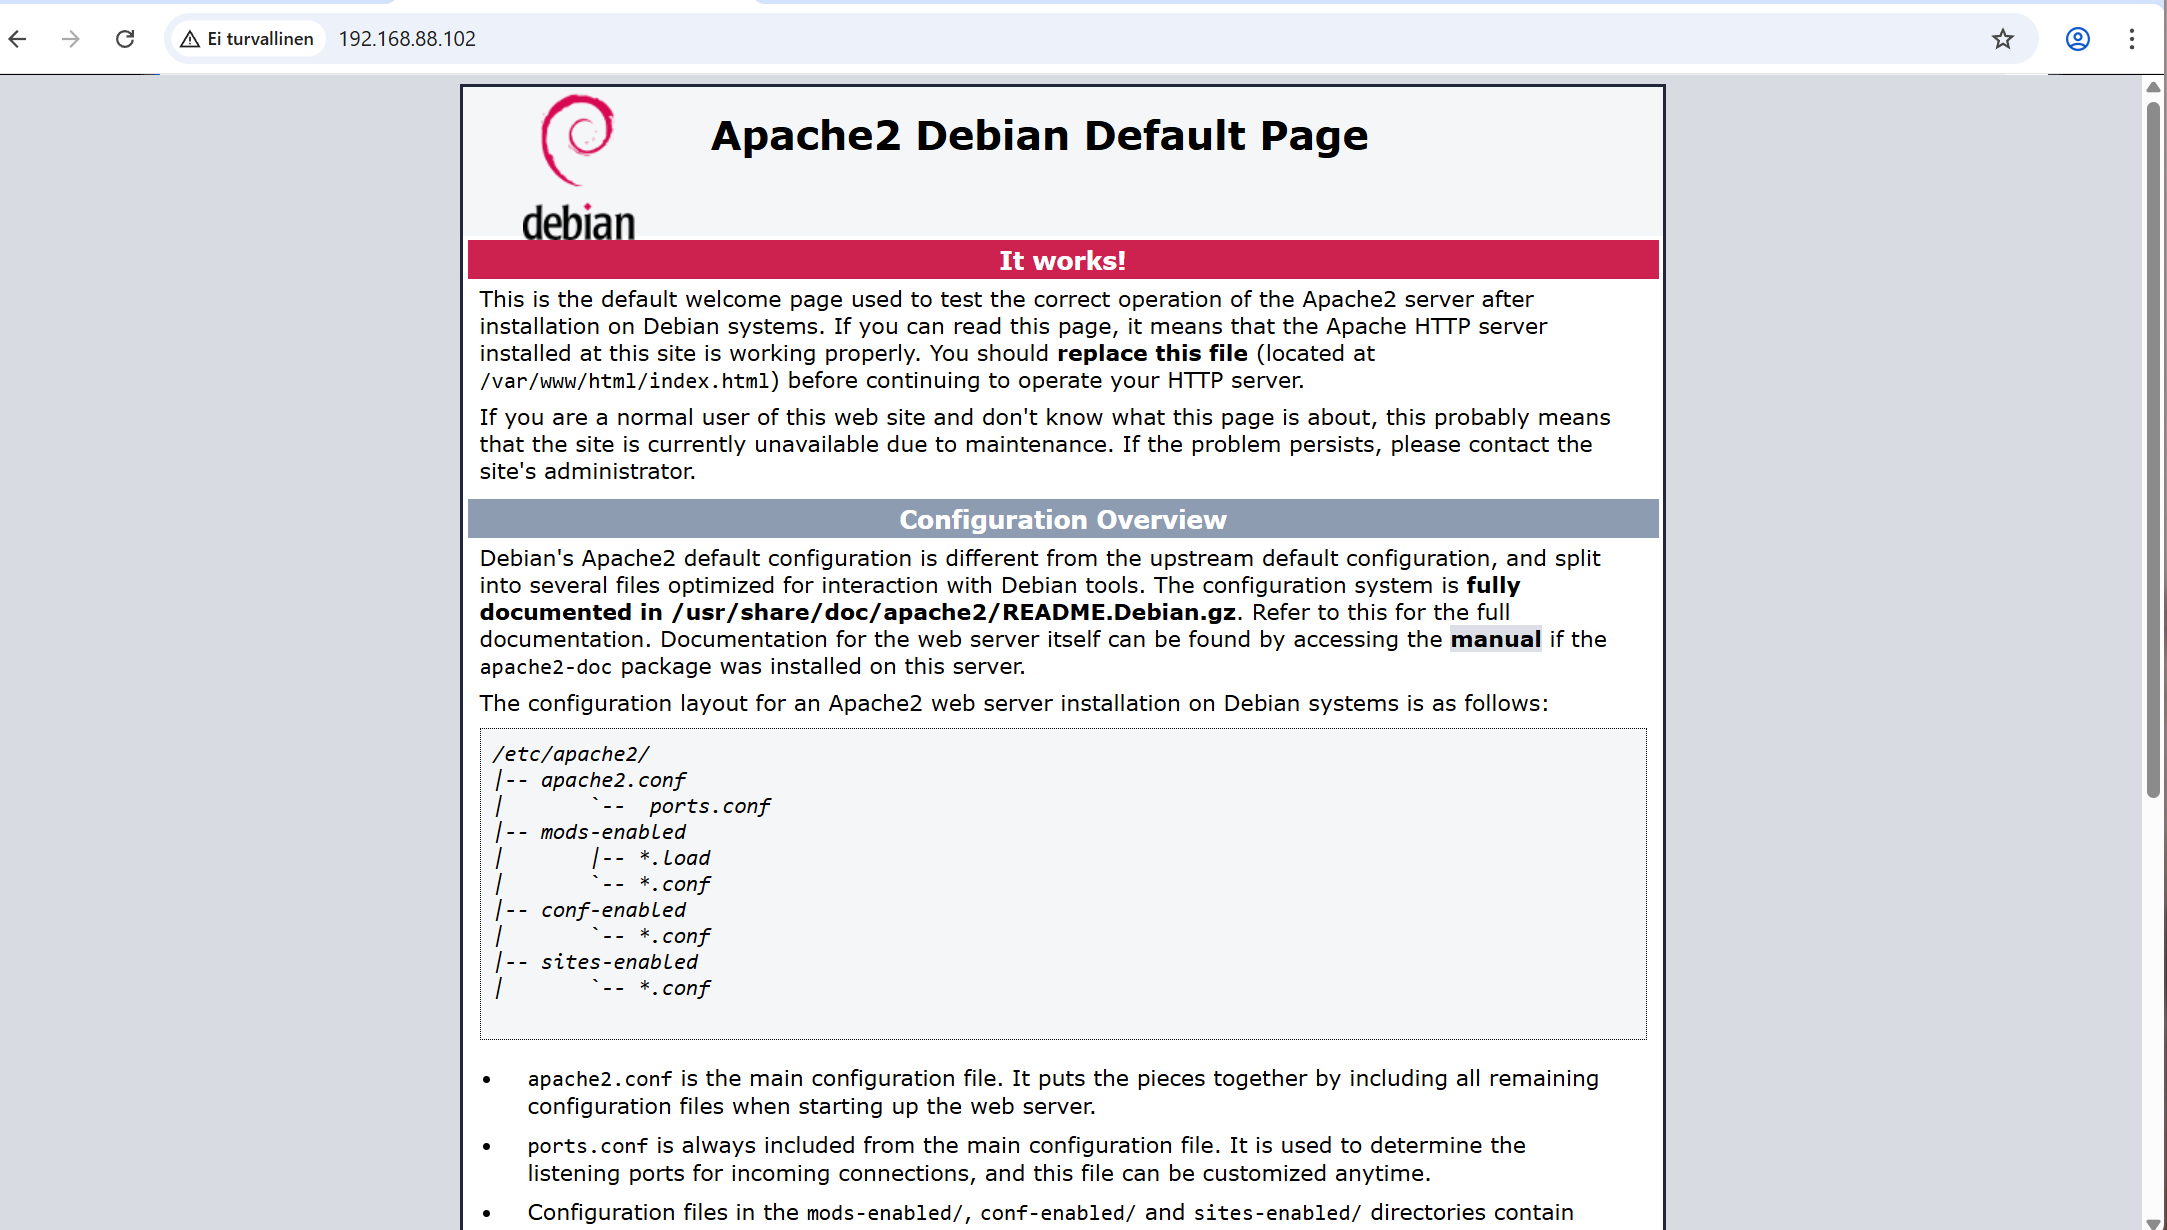 Ei turvallinen 192.168.88.102
debian
Apache2 Debian Default Page
It works!
This is the default welcome page used to test the correct operation of the Apache2 server after
installation on Debian systems. If you can read this page, it means that the Apache HTTP server
installed at this site is working properly. You should replace this file (located at
/var/www/html/index.html) before continuing to operate your HTTP server.
If you are a normal user of this web site and don't know what this page is about, this probably means
that the site is currently unavailable due to maintenance. If the problem persists, please contact the
site's administrator.
Configuration Overview
Debian's Apache2 default configuration is different from the upstream default configuration, and split
into several files optimized for interaction with Debian tools. The configuration system is fully
documented in /usr/share/doc/apache2/README.Debian.gz. Refer to this for the full
documentation. Documentation for the web server itself can be found by accessing the manual if the
apache2-doc package was installed on this server.
The configuration layout for an Apache2 web server installation on Debian systems is as follows:
/etc/apache2/
|-- apache2.conf
|       `--  ports.conf
|-- mods-enabled
|       |-- *.load
|       `-- *.conf
|-- conf-enabled
|       `-- *.conf
|-- sites-enabled
|       `-- *.conf
• apache2.conf is the main configuration file. It puts the pieces together by including all remaining
configuration files when starting up the web server.
• ports.conf is always included from the main configuration file. It is used to determine the
listening ports for incoming connections, and this file can be customized anytime.
• Configuration files in the mods-enabled/, conf-enabled/ and sites-enabled/ directories contain